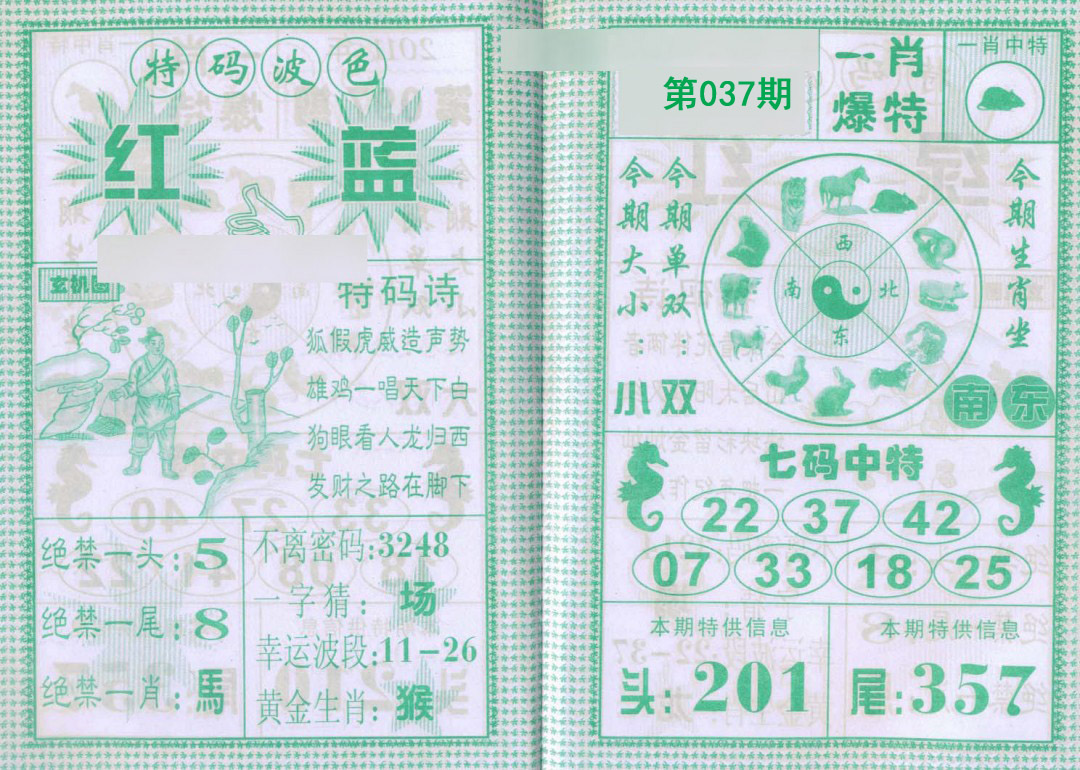 特码波色
红 蓝
玄机图
特码诗
狐假虎威造声势
雄鸡一唱天下白
狗眼看人龙归西
发财之路在脚下
绝禁一头:5
绝禁一尾:8
绝禁一肖:馬
不离密码:3248
一字猜:场
幸运波段:11-26
黄金生肖:猴
第037期
一肖
爆特
一肖中特
今期大小:小
今期单双:双
西
南 北
东
今期生肖坐
南 东
七码中特
22 37 42
07 33 18 25
本期特供信息
头:201
本期特供信息
尾:357